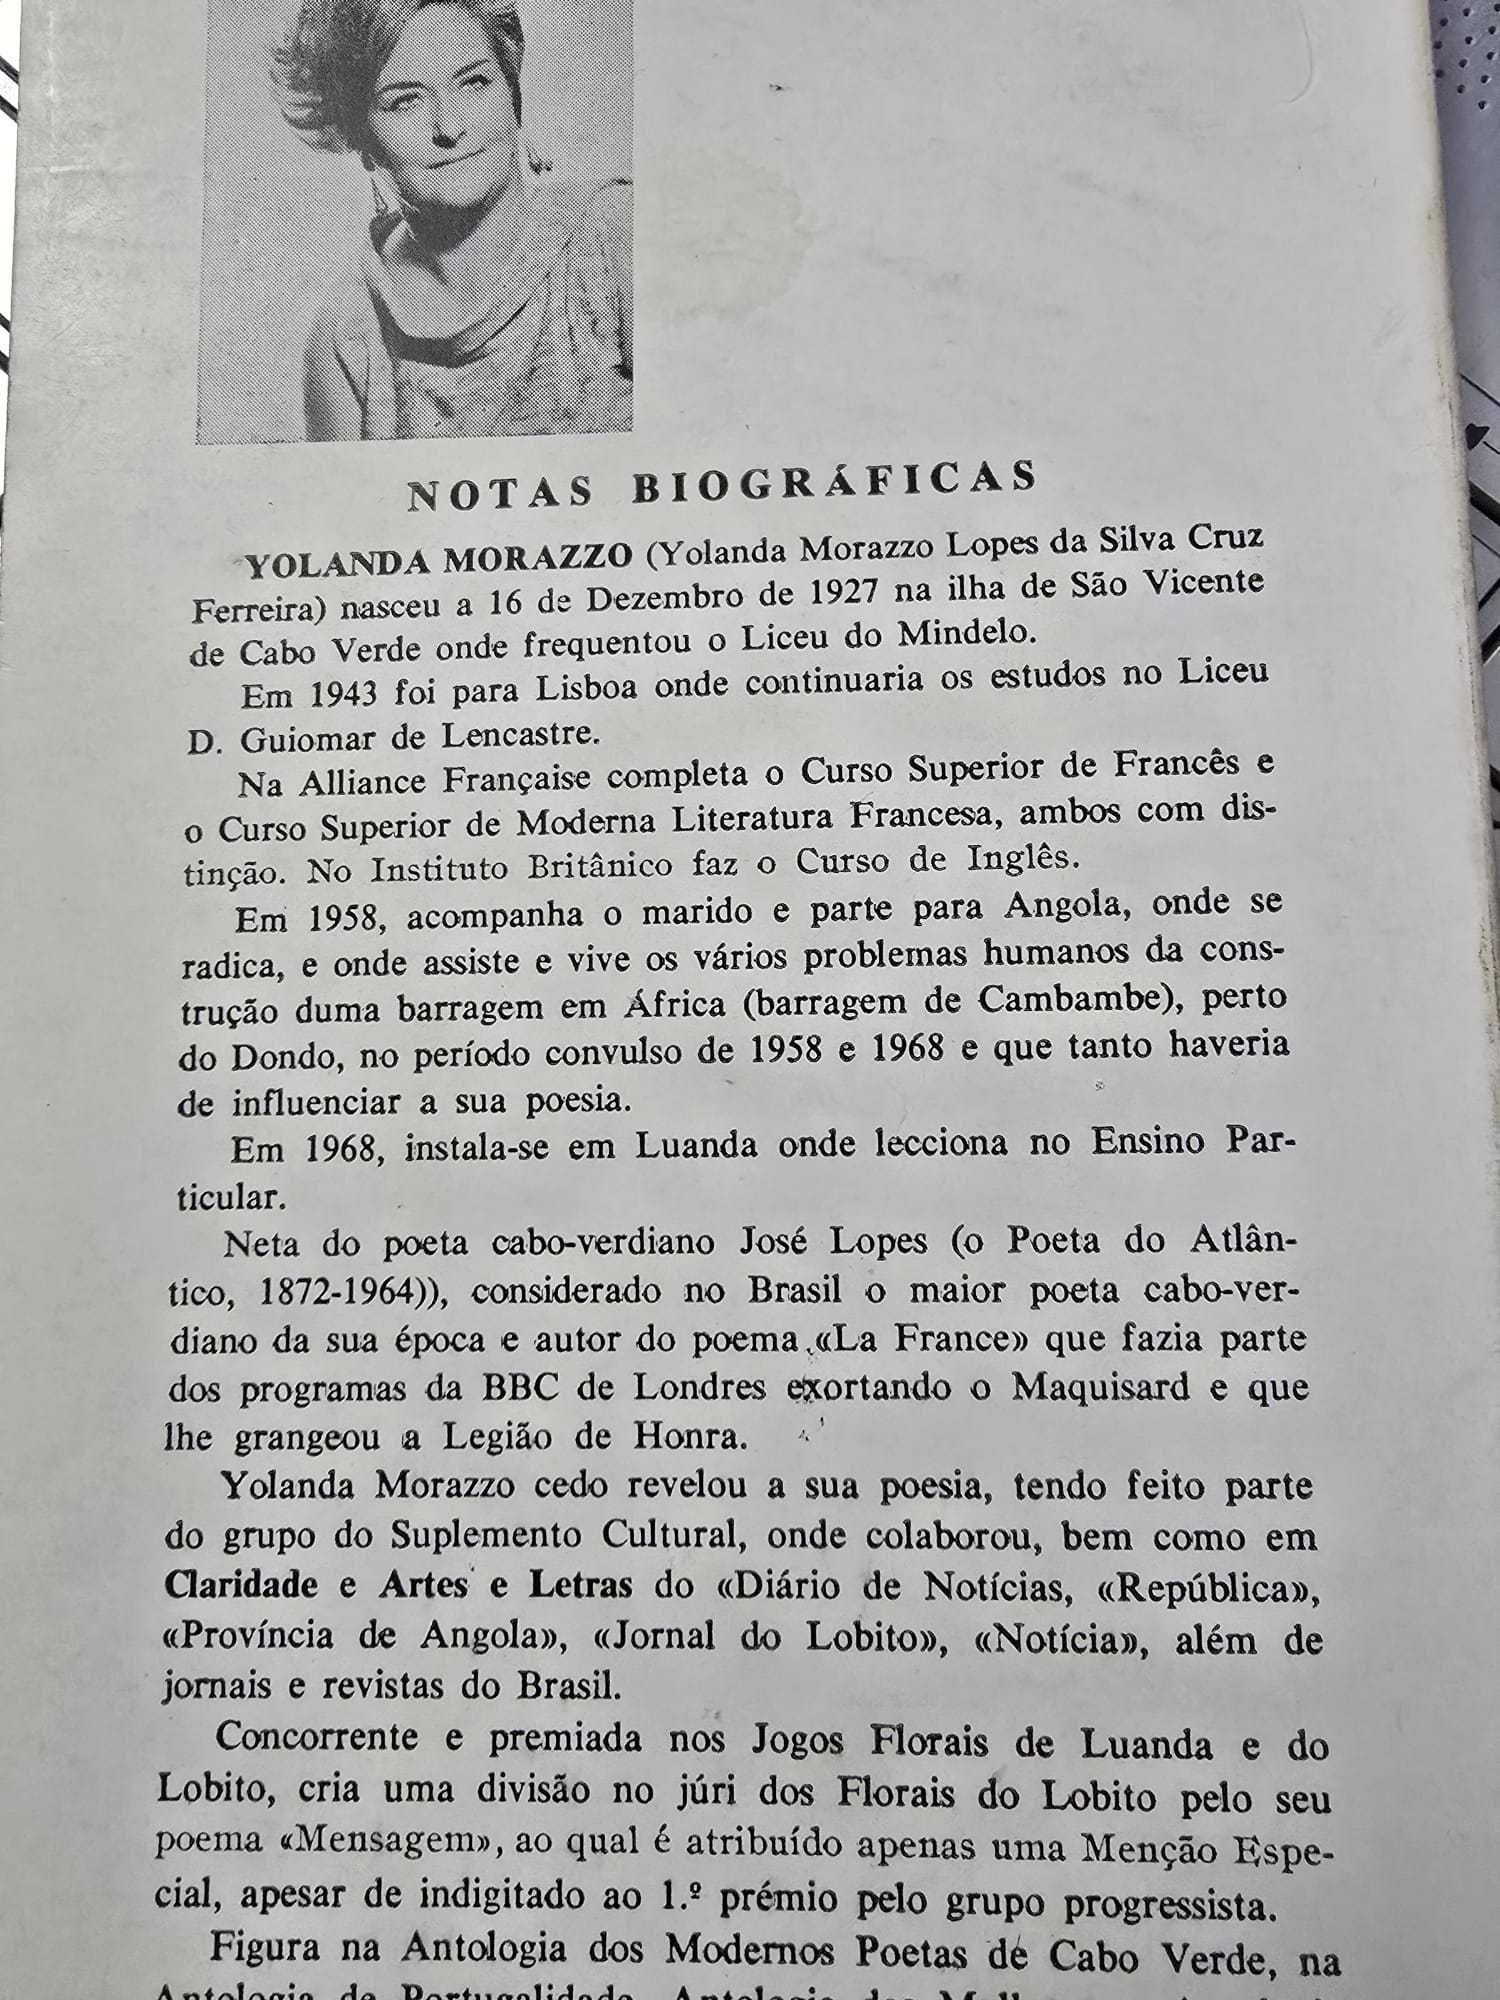 NOTAS BIOGRÁFICAS
YOLANDA MORAZZO (Yolanda Morazzo Lopes da Silva Cruz
Ferreira) nasceu a 16 de Dezembro de 1927 na ilha de São Vicente
de Cabo Verde onde frequentou o Liceu do Mindelo.
Em 1943 foi para Lisboa onde continuaria os estudos no Liceu
D. Guiomar de Lencastre.
Na Alliance Française completa o Curso Superior de Francês e
o Curso Superior de Moderna Literatura Francesa, ambos com dis-
tinção. No Instituto Britânico faz o Curso de Inglês.
Em 1958, acompanha o marido e parte para Angola, onde se
radica, e onde assiste e vive os vários problemas humanos da cons-
trução duma barragem em África (barragem de Cambambe), perto
do Dondo, no período convulso de 1958 e 1968 e que tanto haveria
de influenciar a sua poesia.
Em 1968, instala-se em Luanda onde lecciona no Ensino Par-
ticular.
Neta do poeta cabo-verdiano José Lopes (o Poeta do Atlân-
tico, 1872-1964)), considerado no Brasil o maior poeta cabo-ver-
diano da sua época e autor do poema «La France» que fazia parte
dos programas da BBC de Londres exortando o Maquisard e que
lhe grangeou a Legião de Honra.
Yolanda Morazzo cedo revelou a sua poesia, tendo feito parte
do grupo do Suplemento Cultural, onde colaborou, bem como em
Claridade e Artes e Letras do «Diário de Notícias, «República»,
«Província de Angola», «Jornal do Lobito», «Notícia», além de
jornais e revistas do Brasil.
Concorrente e premiada nos Jogos Florais de Luanda e do
Lobito, cria uma divisão no júri dos Florais do Lobito pelo seu
poema «Mensagem», ao qual é atribuído apenas uma Menção Espe-
cial, apesar de indigitado ao 1.º prémio pelo grupo progressista.
Figura na Antologia dos Modernos Poetas de Cabo Verde, na
Antologia de Portugalidade, Antologia